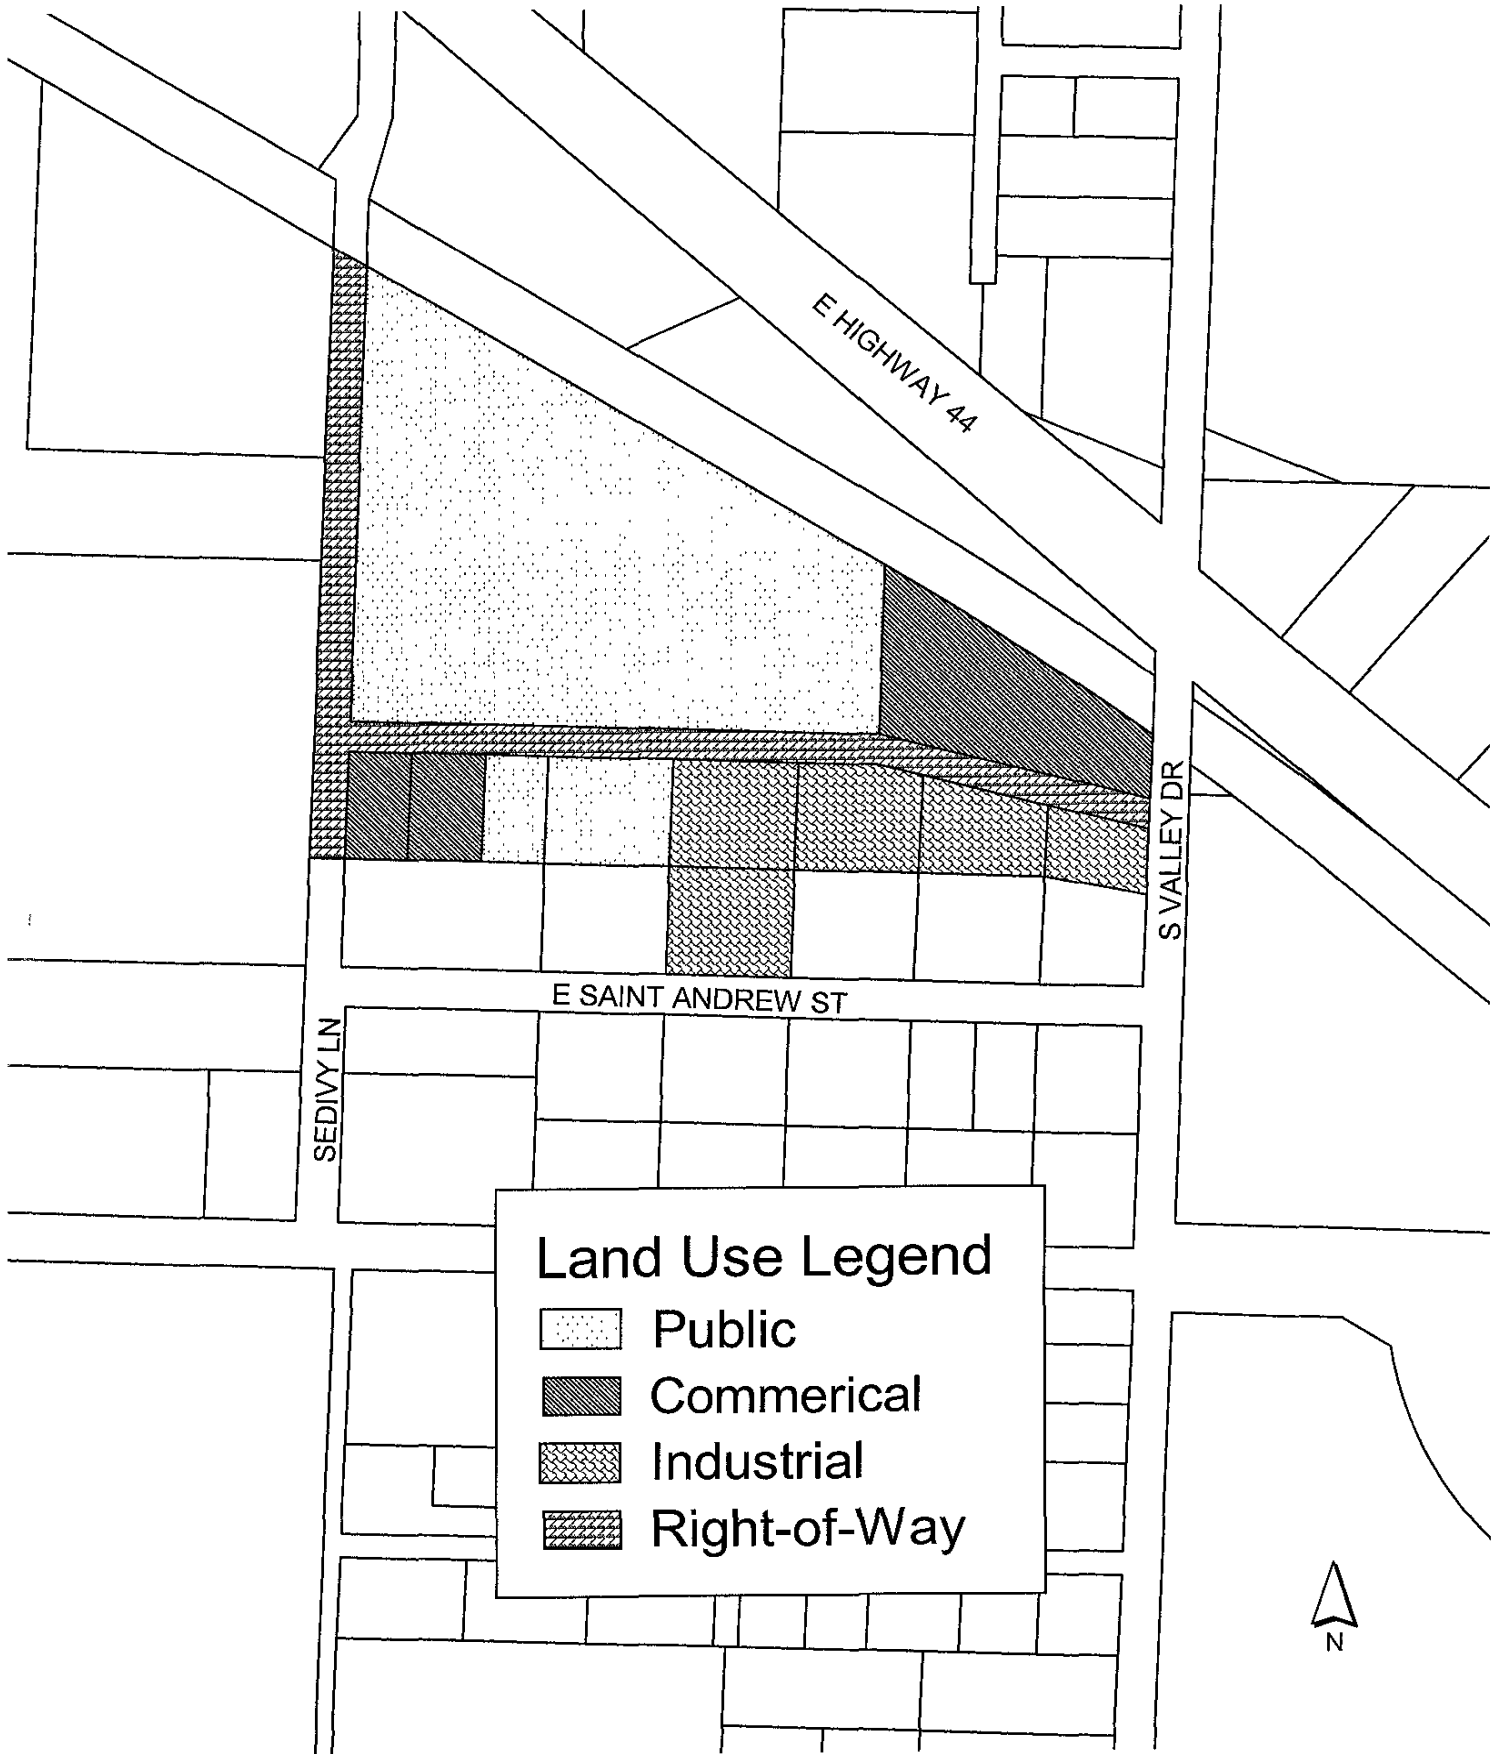 E HIGHWAY 44
S VALLEY DR
E SAINT ANDREW ST
SEDIVY LN
Land Use Legend
Public
Commerical
Industrial
Right-of-Way
N